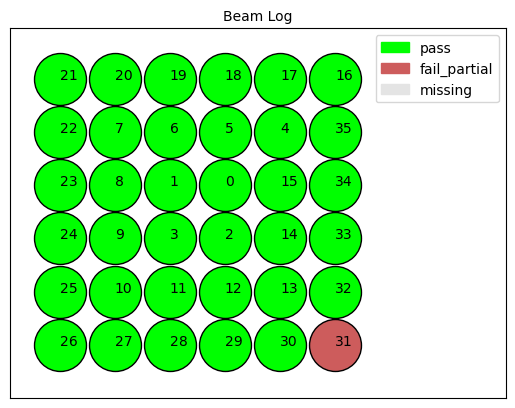 Beam Log
pass
fail_partial
missing
21 20 19 18 17 16
22 7 6 5 4 35
23 8 1 0 15 34
24 9 3 2 14 33
25 10 11 12 13 32
26 27 28 29 30 31